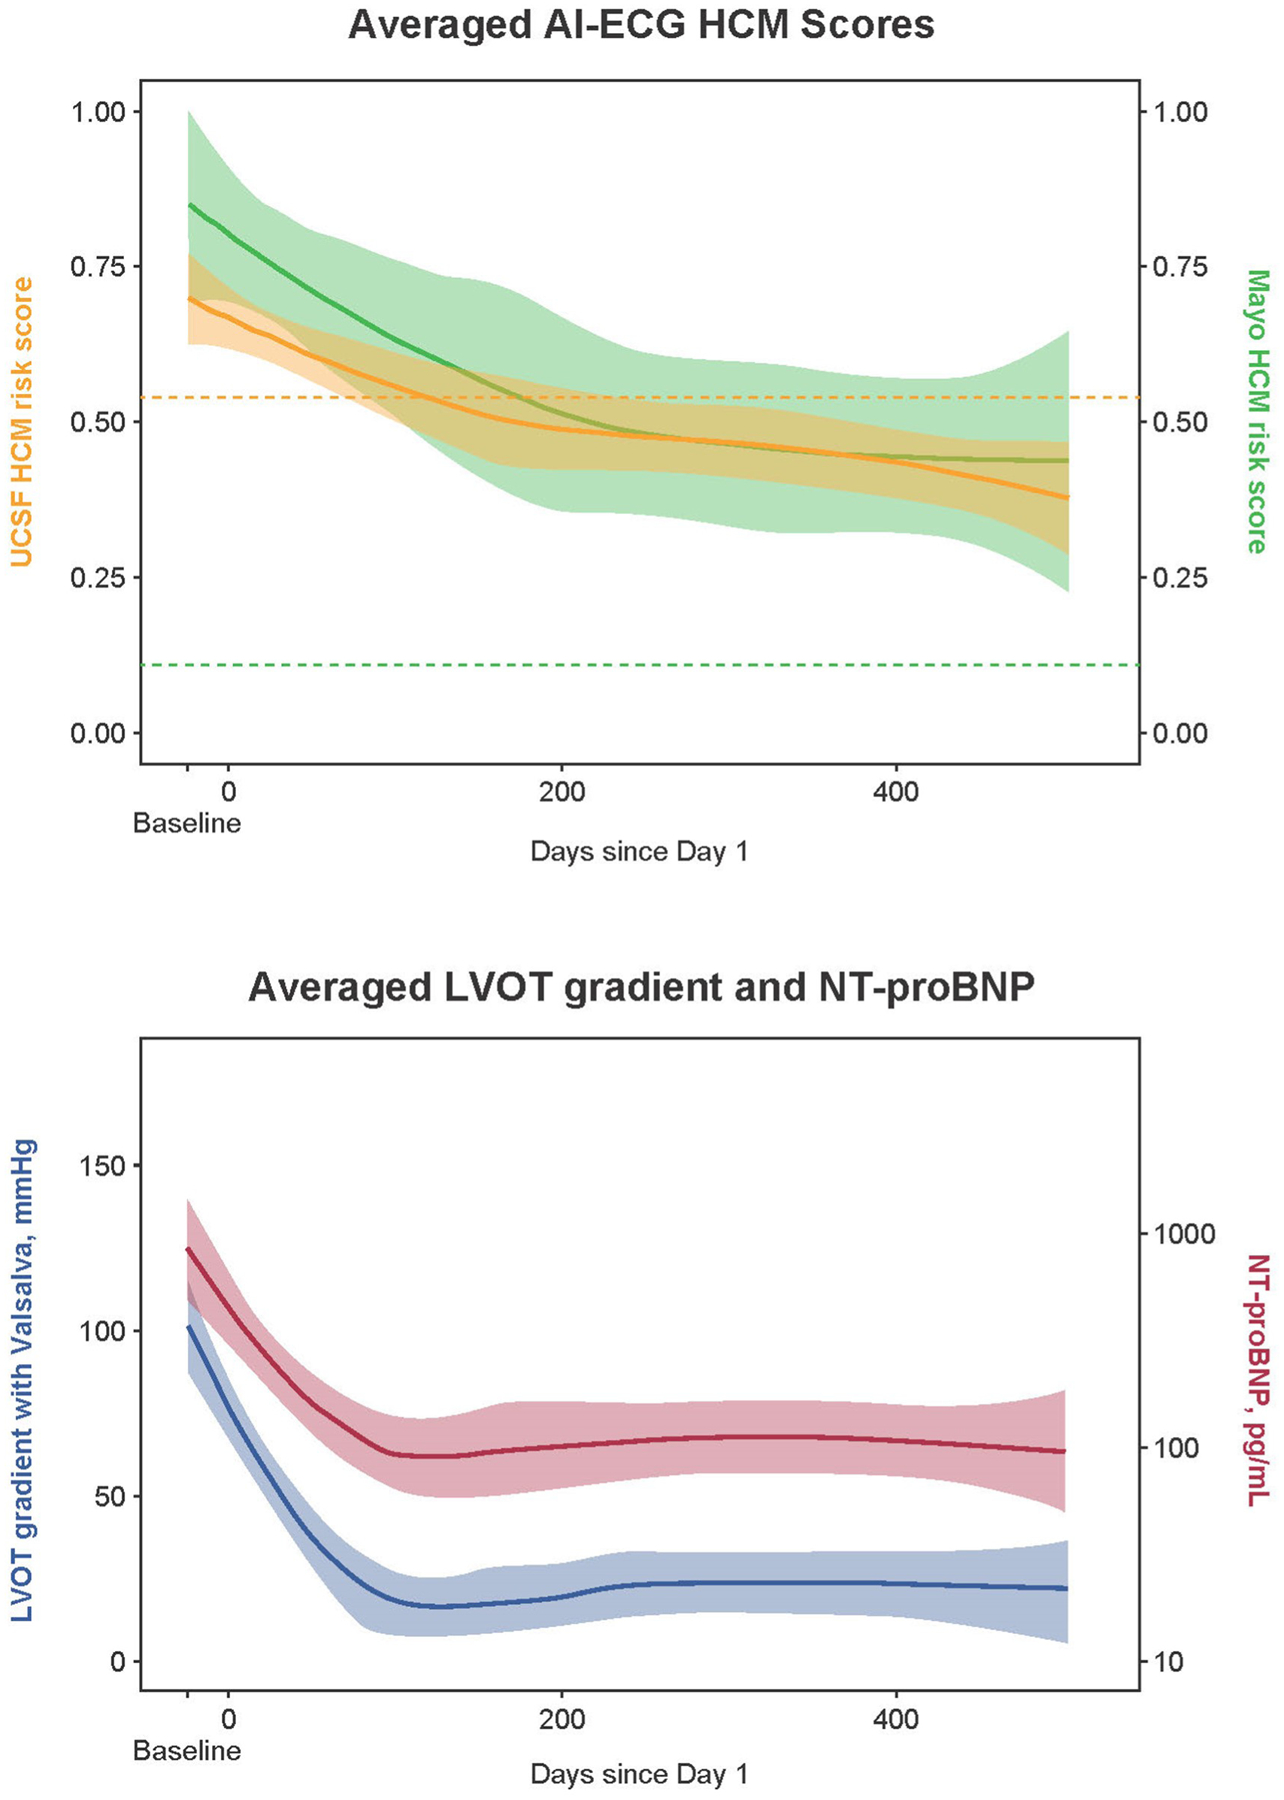 Averaged AI-ECG HCM Scores
UCSF HCM risk score
1.00
0.75
0.50
0.25
0.00
1.00
0.75
0.50
0.25
0.00
Mayo HCM risk score
0
200
400
Baseline
Days since Day 1
Averaged LVOT gradient and NT-proBNP
LVOT gradient with Valsalva, mmHg
150
100
50
0
1000
100
10
NT-proBNP, pg/mL
0
200
400
Baseline
Days since Day 1